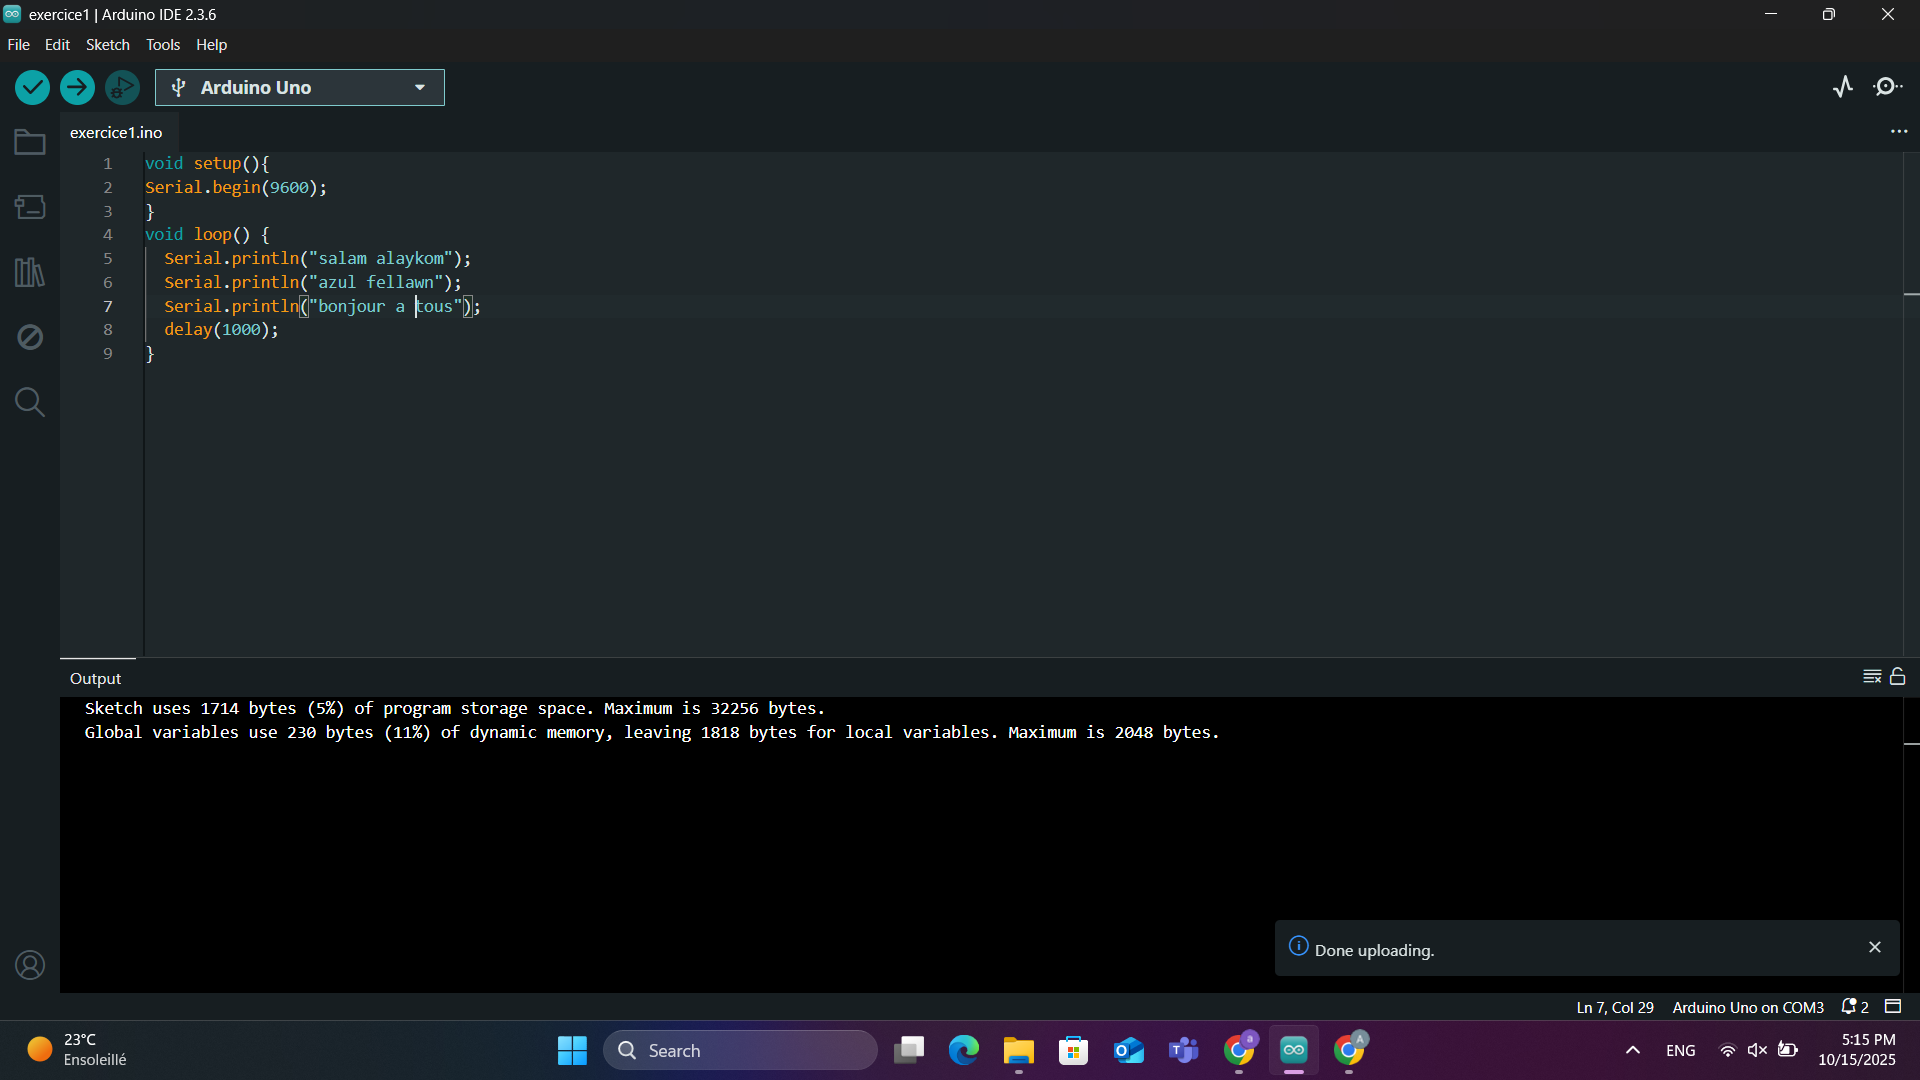 exercice1 | Arduino IDE 2.3.6
File Edit Sketch Tools Help
Arduino Uno
exercice1.ino
1 void setup(){
2 Serial.begin(9600);
3 }
4 void loop() {
5 Serial.println("salam alaykom");
6 Serial.println("azul fellawn");
7 Serial.println("bonjour a tous");
8 delay(1000);
9 }
Output
Sketch uses 1714 bytes (5%) of program storage space. Maximum is 32256 bytes.
Global variables use 230 bytes (11%) of dynamic memory, leaving 1818 bytes for local variables. Maximum is 2048 bytes.
Done uploading.
Ln 7, Col 29 Arduino Uno on COM3 2
23°C
Ensoleillé
Search
a
A
ENG
5:15 PM
10/15/2025